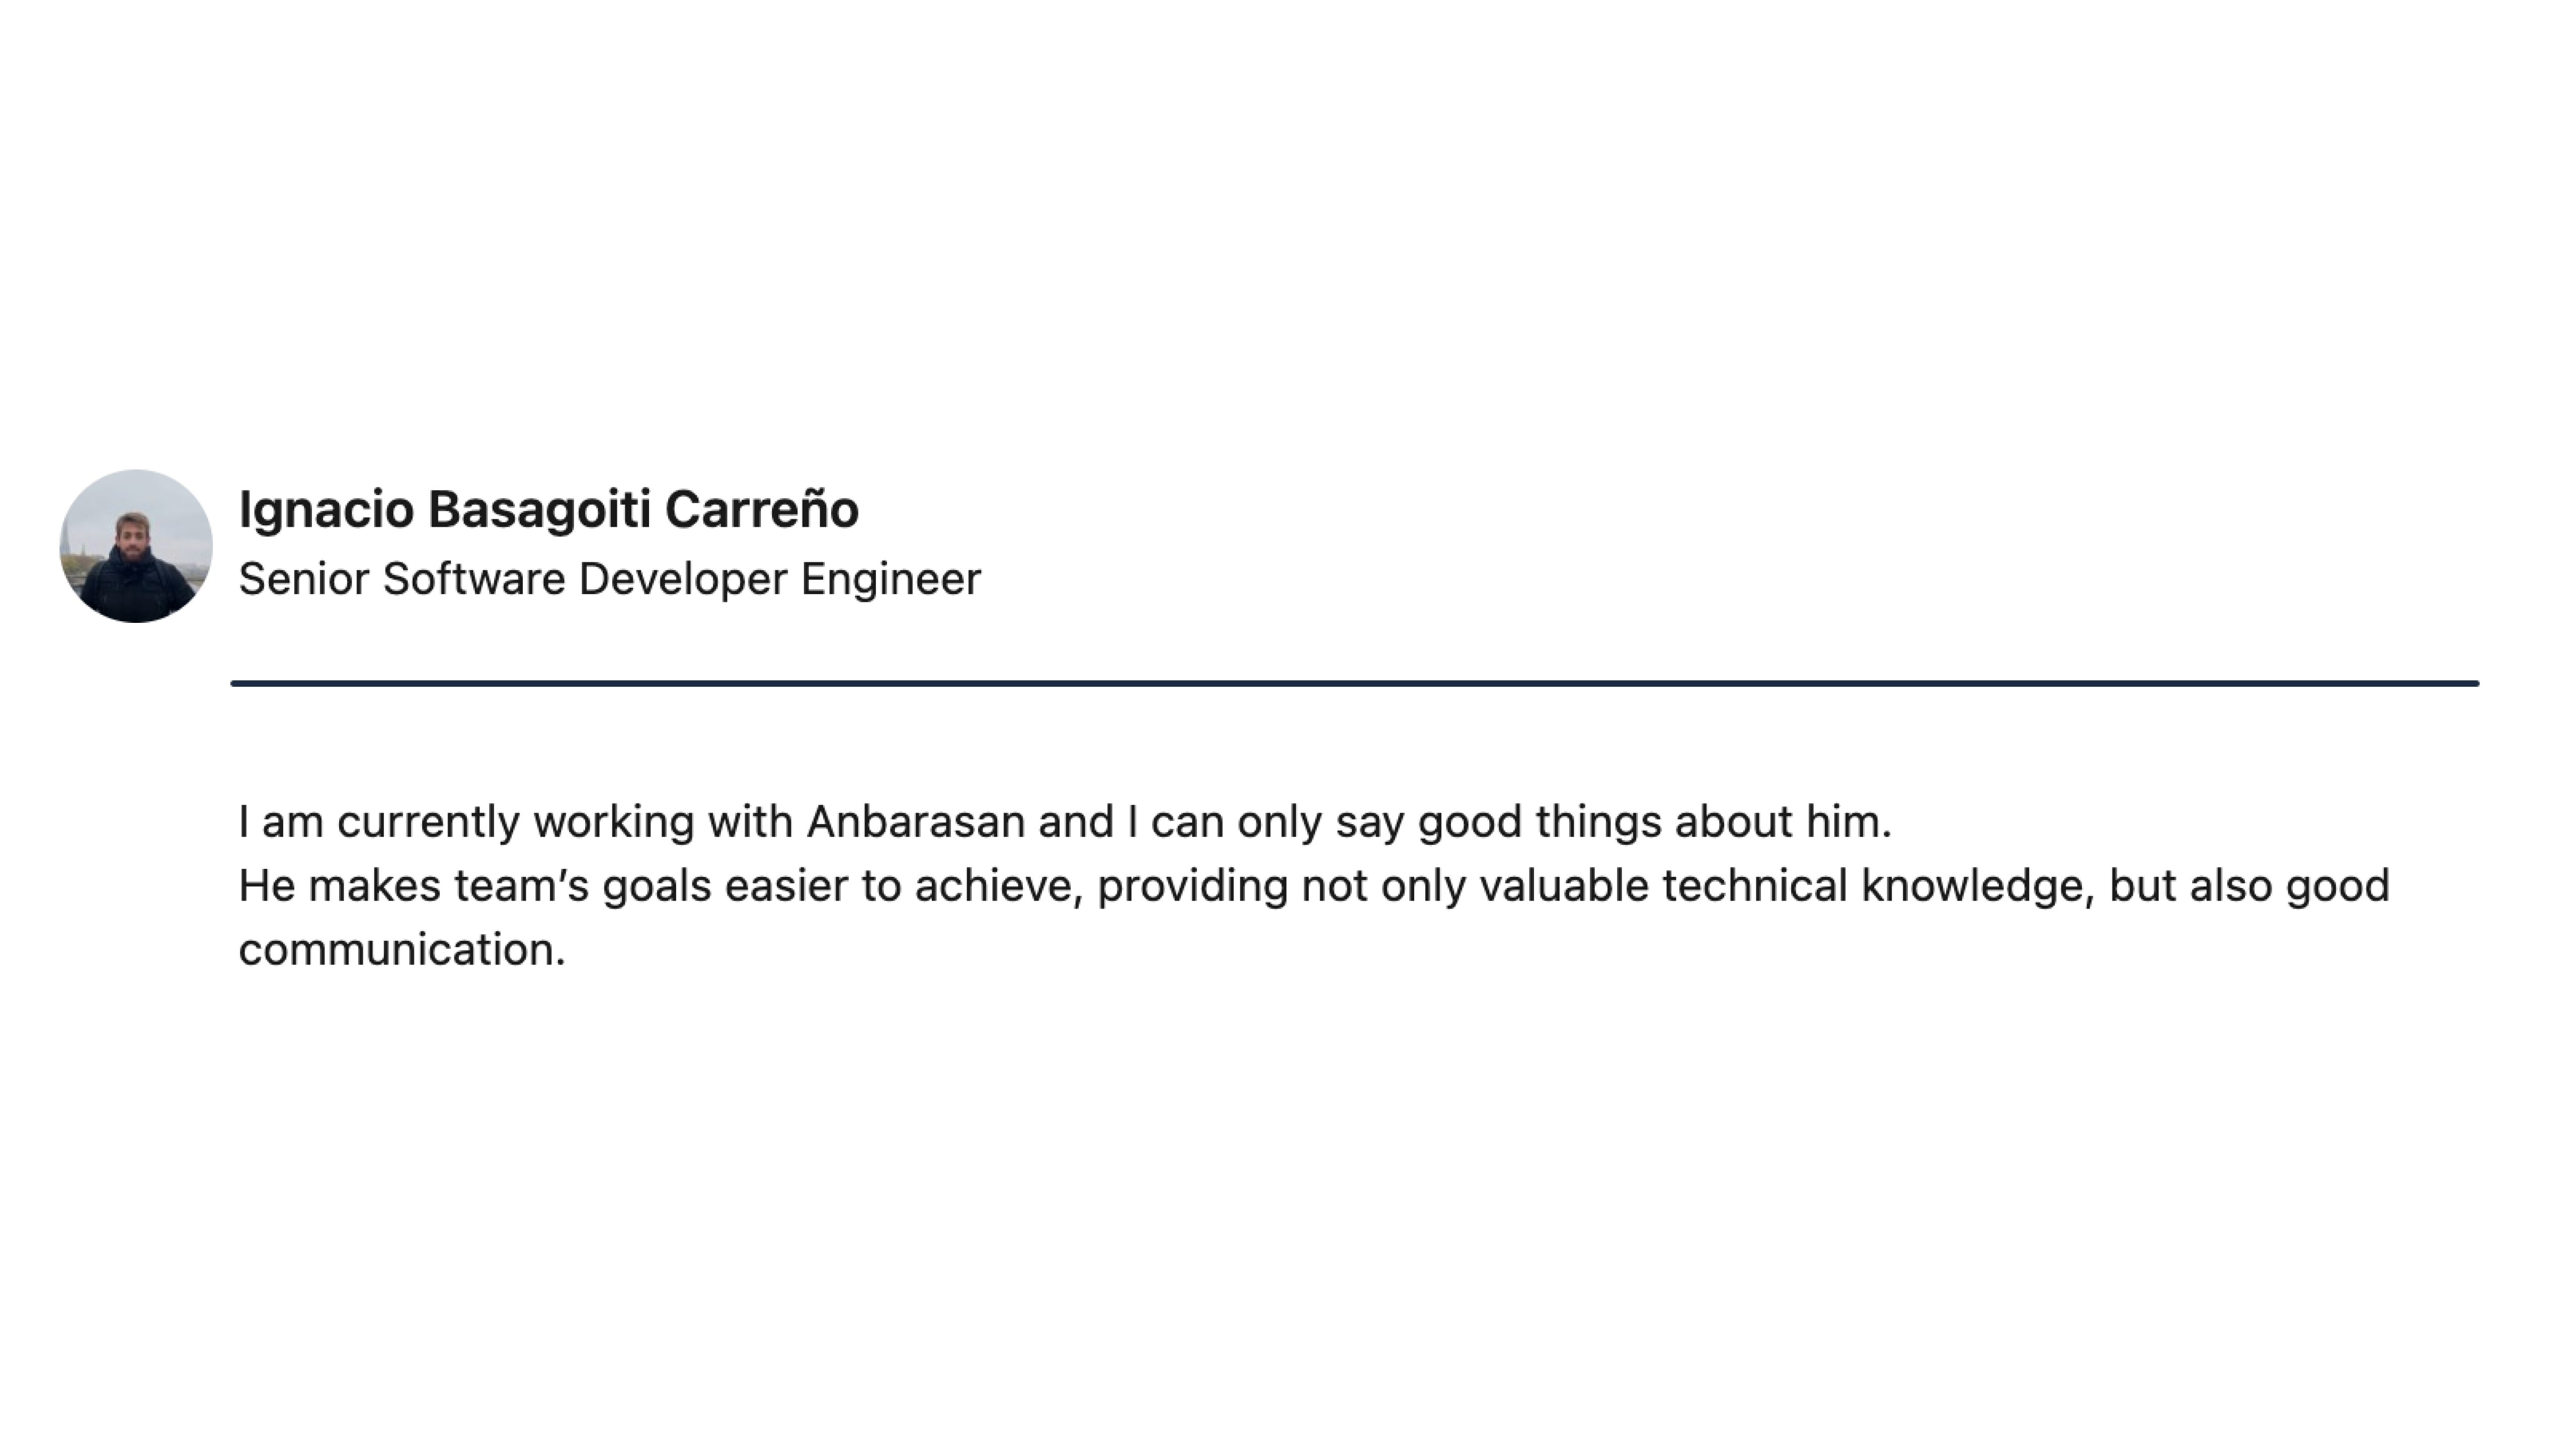 Ignacio Basagoiti Carreño
Senior Software Developer Engineer
I am currently working with Anbarasan and I can only say good things about him.
He makes team’s goals easier to achieve, providing not only valuable technical knowledge, but also good
communication.